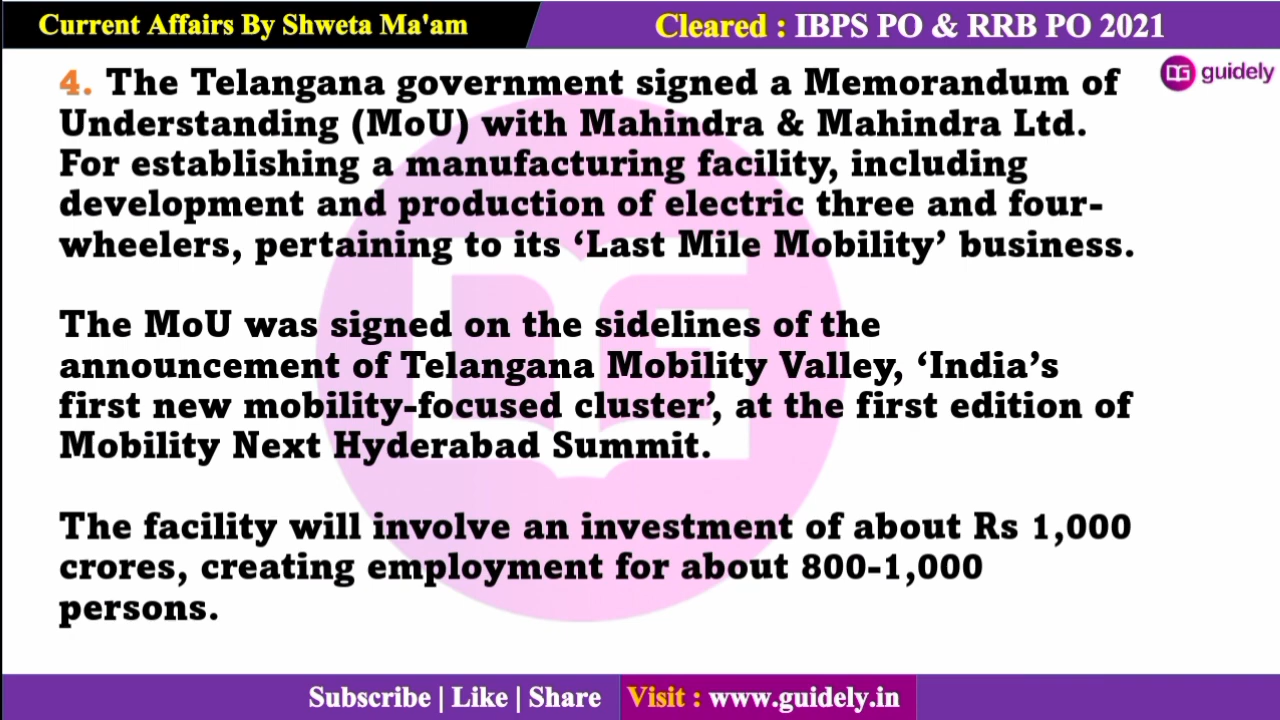 Current Affairs By Shweta Ma'am
Cleared : IBPS PO & RRB PO 2021
guidely
4. The Telangana government signed a Memorandum of
Understanding (MoU) with Mahindra & Mahindra Ltd.
For establishing a manufacturing facility, including
development and production of electric three and four-
wheelers, pertaining to its ‘Last Mile Mobility’ business.
The MoU was signed on the sidelines of the
announcement of Telangana Mobility Valley, ‘India’s
first new mobility-focused cluster’, at the first edition of
Mobility Next Hyderabad Summit.
The facility will involve an investment of about Rs 1,000
crores, creating employment for about 800-1,000
persons.
Subscribe | Like | Share
Visit : www.guidely.in